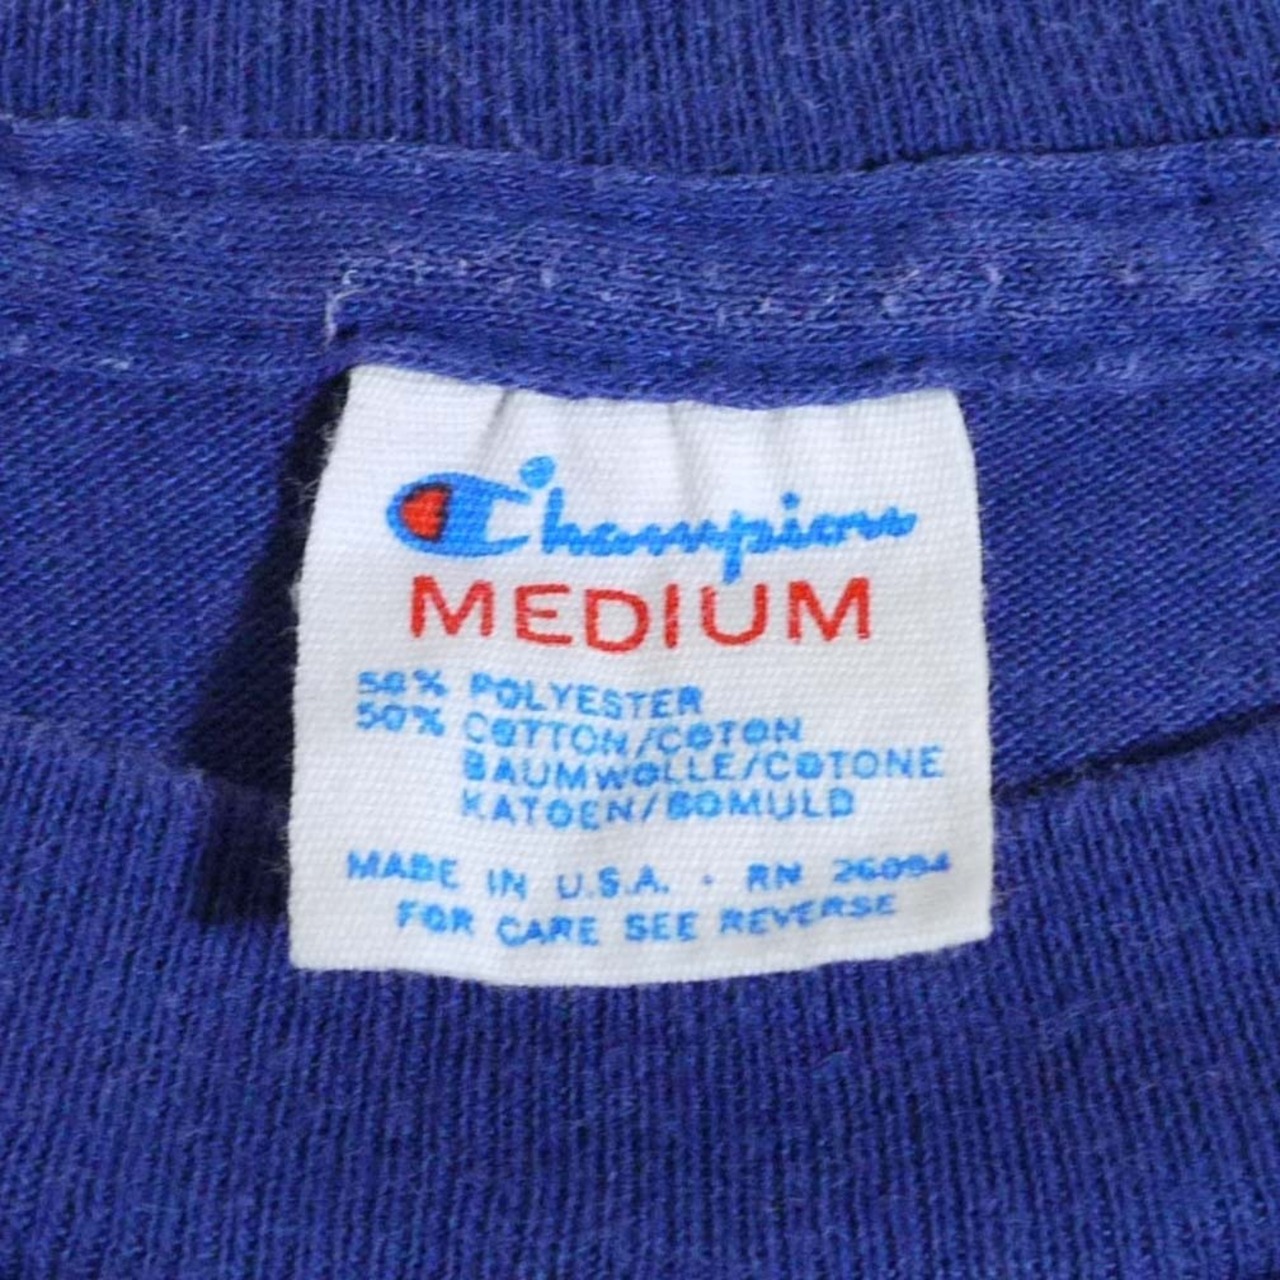 Champion
MEDIUM
50% POLYESTER
50% COTTON/COTON
BAUMWOLLE/COTONE
KATOEN/BOMULD
MADE IN U.S.A. · RN 26094
FOR CARE SEE REVERSE